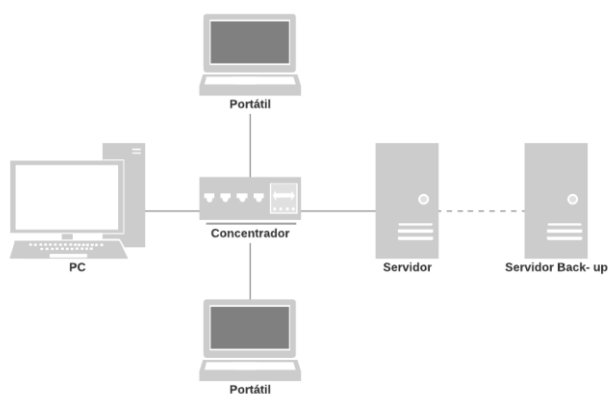 Portátil
Concentrador
PC
Servidor
Servidor Back- up
Portátil